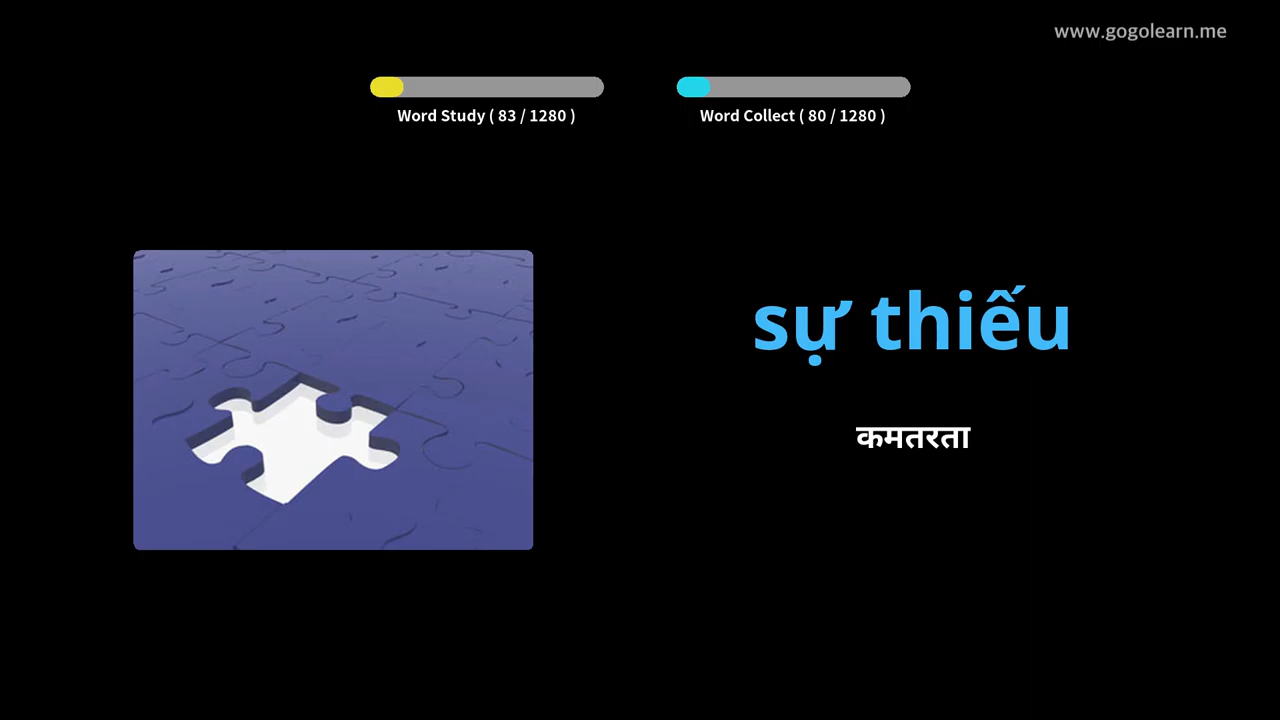 www.gogolearn.me
Word Study ( 83 / 1280 )
Word Collect ( 80 / 1280 )
sự thiếu
कमतरता